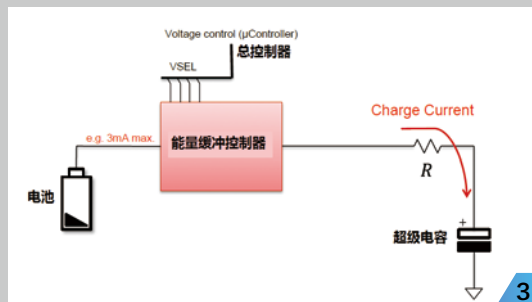 Voltage control (µController)
总控制器
VSEL
Charge Current
e.g. 3mA max.
能量缓冲控制器
R
电池
+
超级电容
3